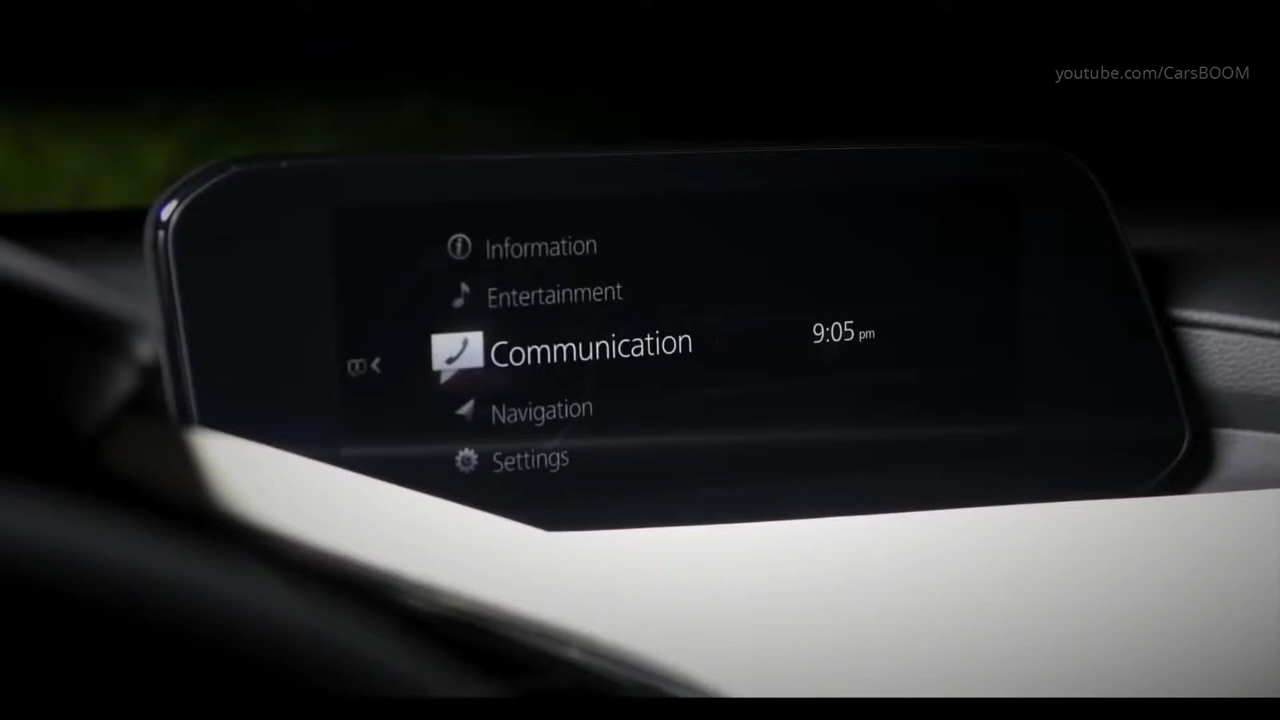 youtube.com/CarsBOOM
Information
Entertainment
Communication
9:05 pm
Navigation
Settings